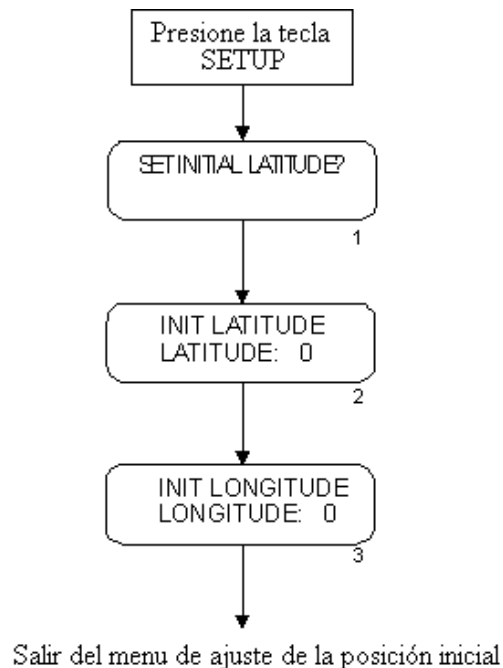 Presione la tecla
SETUP
SET INITIAL LATITUDE?
1
INIT LATITUDE
LATITUDE: 0
2
INIT LONGITUDE
LONGITUDE: 0
3
Salir del menu de ajuste de la posición inicial